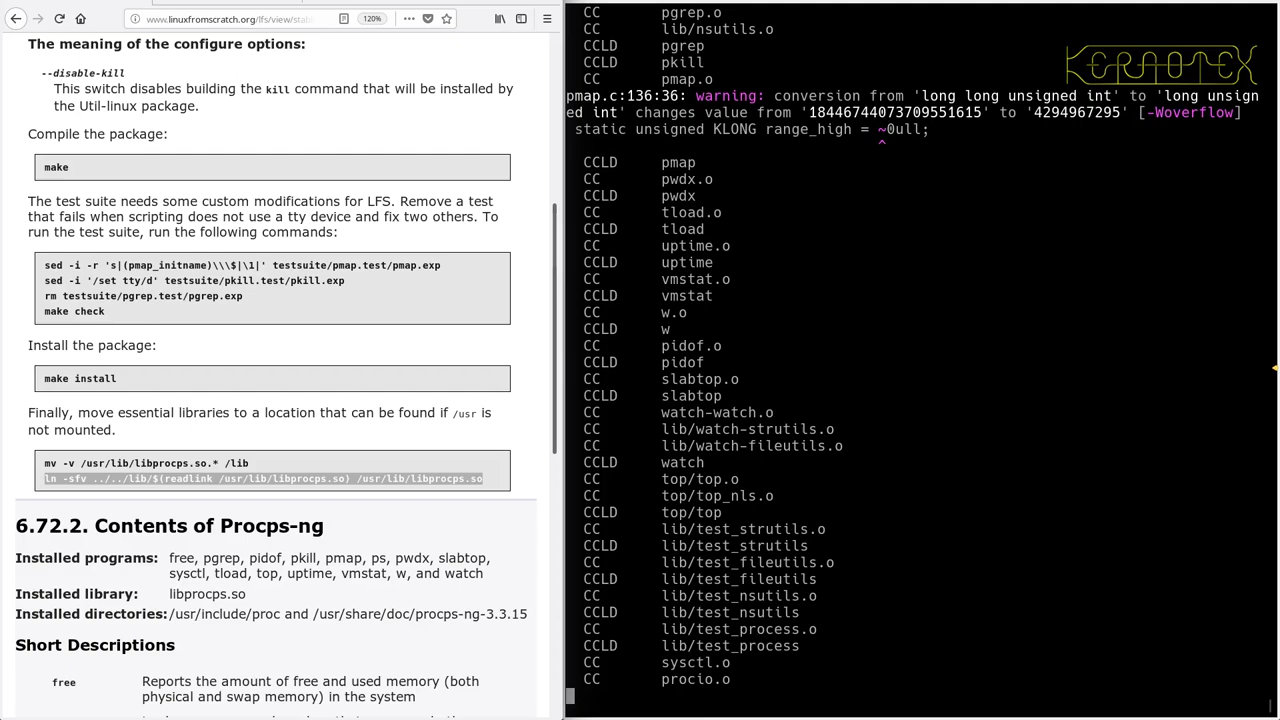 www.linuxfromscratch.org/lfs/view/stab
120%
The meaning of the configure options:
--disable-kill
This switch disables building the kill command that will be installed by
the Util-linux package.
Compile the package:
make
The test suite needs some custom modifications for LFS. Remove a test
that fails when scripting does not use a tty device and fix two others. To
run the test suite, run the following commands:
sed -i -r 's|(pmap_initname)\\\$|\1|' testsuite/pmap.test/pmap.exp
sed -i '/set tty/d' testsuite/pkill.test/pkill.exp
rm testsuite/pgrep.test/pgrep.exp
make check
Install the package:
make install
Finally, move essential libraries to a location that can be found if /usr is
not mounted.
mv -v /usr/lib/libprocps.so.* /lib
ln -sfv ../../lib/$(readlink /usr/lib/libprocps.so) /usr/lib/libprocps.so
6.72.2. Contents of Procps-ng
Installed programs: free, pgrep, pidof, pkill, pmap, ps, pwdx, slabtop,
sysctl, tload, top, uptime, vmstat, w, and watch
Installed library: libprocps.so
Installed directories: /usr/include/proc and /usr/share/doc/procps-ng-3.3.15
Short Descriptions
free Reports the amount of free and used memory (both
physical and swap memory) in the system
CC pgrep.o
CC lib/nsutils.o
CCLD pgrep
CCLD pkill
CC pmap.o
pmap.c:136:36: warning: conversion from 'long long unsigned int' to 'long unsign
ed int' changes value from '18446744073709551615' to '4294967295' [-Woverflow]
static unsigned KLONG range_high = ~0ull;
^
CCLD pmap
CC pwdx.o
CCLD pwdx
CC tload.o
CCLD tload
CC uptime.o
CCLD uptime
CC vmstat.o
CCLD vmstat
CC w.o
CCLD w
CC pidof.o
CCLD pidof
CC slabtop.o
CCLD slabtop
CC watch-watch.o
CC lib/watch-strutils.o
CC lib/watch-fileutils.o
CCLD watch
CC top/top.o
CC top/top_nls.o
CCLD top/top
CC lib/test_strutils.o
CCLD lib/test_strutils
CC lib/test_fileutils.o
CCLD lib/test_fileutils
CC lib/test_nsutils.o
CCLD lib/test_nsutils
CC lib/test_process.o
CCLD lib/test_process
CC sysctl.o
CC procio.o